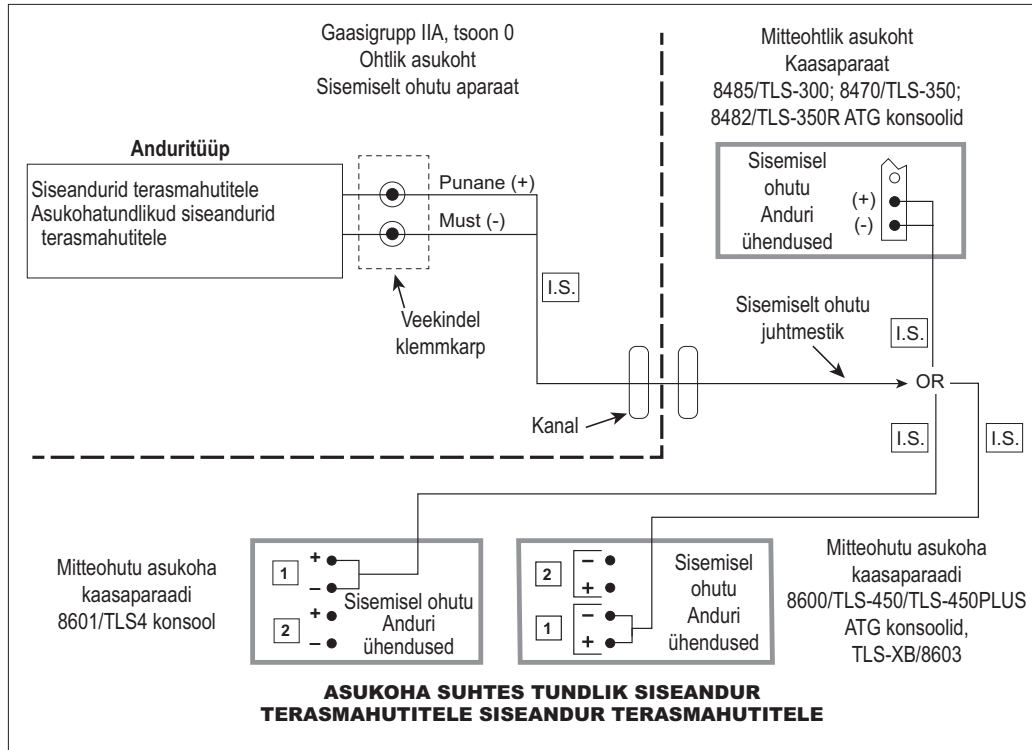 Gaasigrupp IIA, tsoon 0
Ohtlik asukoht
Sisemiselt ohutu aparaat
Mitteohtlik asukoht
Kaasaparaat
8485/TLS-300; 8470/TLS-350;
8482/TLS-350R ATG konsoolid
Anduritüüp
Siseandurid terasmahutitele
Asukohatundlikud siseandurid
terasmahutitele
Punane (+)
Must (-)
Sisemisel
ohutu
Anduri
ühendused
(+)
(-)
I.S.
Veekindel
klemmkarp
Sisemiselt ohutu
juhtmestik
I.S.
OR
Kanal
I.S.
I.S.
Mitteohutu asukoha
kaasaparaadi
8601/TLS4 konsool
1
+
–
2
+
–
Sisemisel ohutu
Anduri
ühendused
2
–
+
1
–
+
Sisemisel
ohutu
Anduri
ühendused
Mitteohutu asukoha
kaasaparaadi
8600/TLS-450/TLS-450PLUS
ATG konsoolid,
TLS-XB/8603
ASUKOHA SUHTES TUNDLIK SISEANDUR
TERASMAHUTITELE SISEANDUR TERASMAHUTITELE